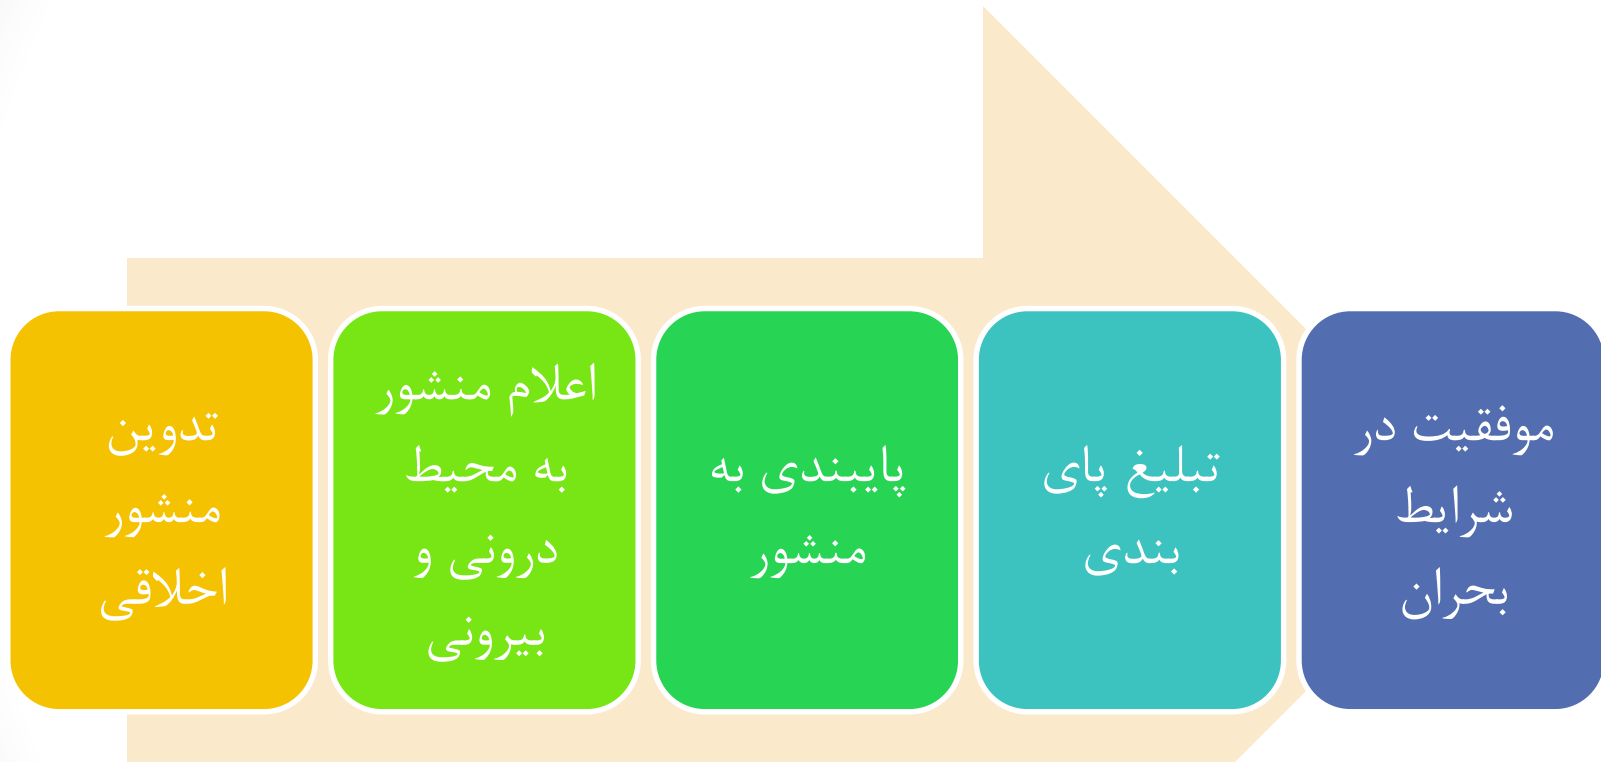 تدوین
منشور
اخلاقی
اعلام منشور
به محیط
درونی و
بیرونی
پایبندی به
منشور
تبلیغ پای
بندی
موفقیت در
شرایط
بحران